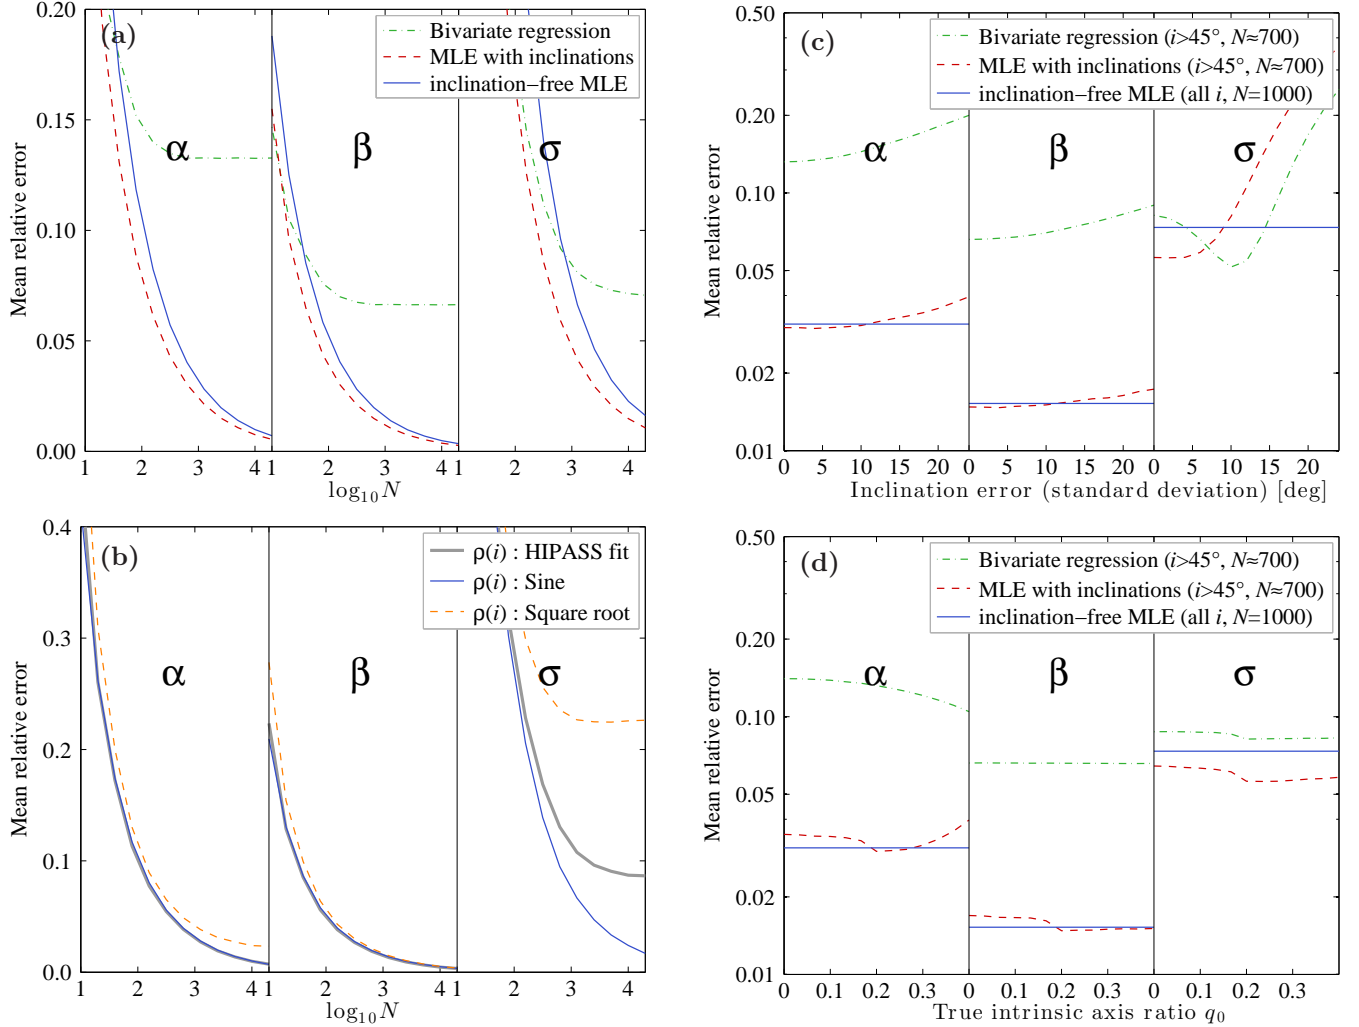 (a)
Bivariate regression
MLE with inclinations
inclination−free MLE
α
β
σ
Mean relative error
0.20
0.15
0.10
0.05
0.00
1 2 3 4 1 2 3 4 1 2 3 4
log10 N
(c)
Bivariate regression (i>45°, N≈700)
MLE with inclinations (i>45°, N≈700)
inclination−free MLE (all i, N=1000)
α
β
σ
Mean relative error
0.50
0.20
0.10
0.05
0.02
0.01
0 5 10 15 20 0 5 10 15 20 0 5 10 15 20
Inclination error (standard deviation) [deg]
(b)
ρ(i) : HIPASS fit
ρ(i) : Sine
ρ(i) : Square root
α
β
σ
Mean relative error
0.4
0.3
0.2
0.1
0.0
1 2 3 4 1 2 3 4 1 2 3 4
log10 N
(d)
Bivariate regression (i>45°, N≈700)
MLE with inclinations (i>45°, N≈700)
inclination−free MLE (all i, N=1000)
α
β
σ
Mean relative error
0.50
0.20
0.10
0.05
0.02
0.01
0 0.1 0.2 0.3 0 0.1 0.2 0.3 0 0.1 0.2 0.3
True intrinsic axis ratio q0